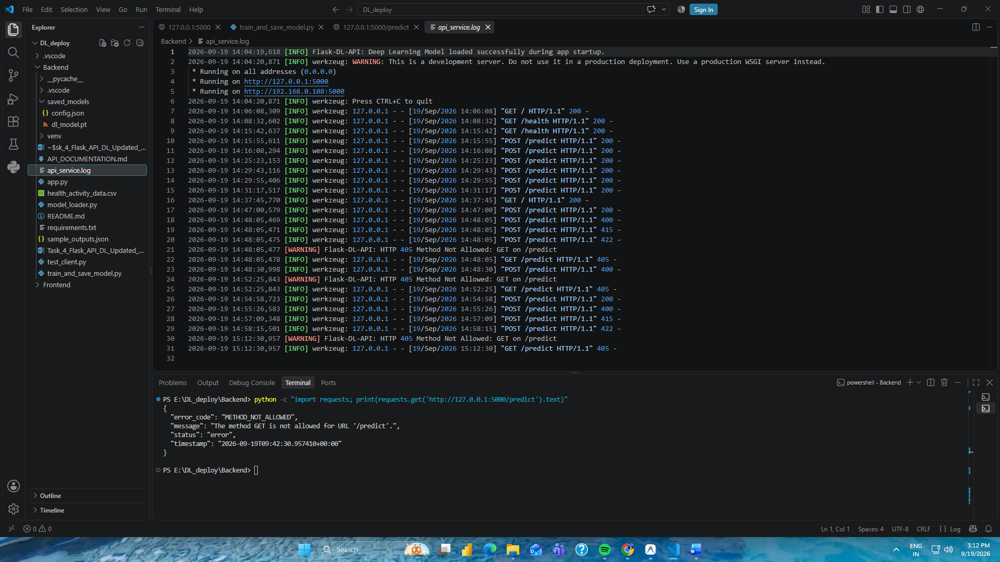 File Edit Selection View Go Run Terminal Help
DL_deploy
Sign In
Explorer
127.0.0.1:5000
train_and_save_model.py
127.0.0.1:5000/predict
api_service.log
DL_deploy
.vscode
Backend
__pycache__
.vscode
saved_models
config.json
dl_model.pt
venv
~$sk_4_Flask_API_DL_Updated_...
API_DOCUMENTATION.md
api_service.log
app.py
health_activity_data.csv
model_loader.py
README.md
requirements.txt
sample_outputs.json
Task_4_Flask_API_DL_Updated_...
test_client.py
train_and_save_model.py
Frontend
Outline
Timeline
Backend > api_service.log
1 2026-09-19 14:04:19,618 [INFO] Flask-DL-API: Deep Learning Model loaded successfully during app startup.
2 2026-09-19 14:04:20,871 [INFO] werkzeug: WARNING: This is a development server. Do not use it in a production deployment. Use a production WSGI server instead.
3 * Running on all addresses (0.0.0.0)
4 * Running on http://127.0.0.1:5000
5 * Running on http://192.168.0.108:5000
6 2026-09-19 14:04:20,871 [INFO] werkzeug: Press CTRL+C to quit
7 2026-09-19 14:06:08,309 [INFO] werkzeug: 127.0.0.1 - - [19/Sep/2026 14:06:08] "GET / HTTP/1.1" 200 -
8 2026-09-19 14:08:32,602 [INFO] werkzeug: 127.0.0.1 - - [19/Sep/2026 14:08:32] "GET /health HTTP/1.1" 200 -
9 2026-09-19 14:15:42,637 [INFO] werkzeug: 127.0.0.1 - - [19/Sep/2026 14:15:42] "GET /health HTTP/1.1" 200 -
10 2026-09-19 14:15:55,611 [INFO] werkzeug: 127.0.0.1 - - [19/Sep/2026 14:15:55] "POST /predict HTTP/1.1" 200 -
11 2026-09-19 14:16:08,294 [INFO] werkzeug: 127.0.0.1 - - [19/Sep/2026 14:16:08] "POST /predict HTTP/1.1" 200 -
12 2026-09-19 14:25:23,153 [INFO] werkzeug: 127.0.0.1 - - [19/Sep/2026 14:25:23] "POST /predict HTTP/1.1" 200 -
13 2026-09-19 14:29:43,116 [INFO] werkzeug: 127.0.0.1 - - [19/Sep/2026 14:29:43] "POST /predict HTTP/1.1" 200 -
14 2026-09-19 14:29:55,406 [INFO] werkzeug: 127.0.0.1 - - [19/Sep/2026 14:29:55] "POST /predict HTTP/1.1" 200 -
15 2026-09-19 14:31:17,517 [INFO] werkzeug: 127.0.0.1 - - [19/Sep/2026 14:31:17] "POST /predict HTTP/1.1" 200 -
16 2026-09-19 14:37:45,770 [INFO] werkzeug: 127.0.0.1 - - [19/Sep/2026 14:37:45] "GET / HTTP/1.1" 200 -
17 2026-09-19 14:47:00,579 [INFO] werkzeug: 127.0.0.1 - - [19/Sep/2026 14:47:00] "POST /predict HTTP/1.1" 200 -
18 2026-09-19 14:48:05,469 [INFO] werkzeug: 127.0.0.1 - - [19/Sep/2026 14:48:05] "POST /predict HTTP/1.1" 400 -
19 2026-09-19 14:48:05,471 [INFO] werkzeug: 127.0.0.1 - - [19/Sep/2026 14:48:05] "POST /predict HTTP/1.1" 415 -
20 2026-09-19 14:48:05,475 [INFO] werkzeug: 127.0.0.1 - - [19/Sep/2026 14:48:05] "POST /predict HTTP/1.1" 422 -
21 2026-09-19 14:48:05,477 [WARNING] Flask-DL-API: HTTP 405 Method Not Allowed: GET on /predict
22 2026-09-19 14:48:05,478 [INFO] werkzeug: 127.0.0.1 - - [19/Sep/2026 14:48:05] "GET /predict HTTP/1.1" 405 -
23 2026-09-19 14:48:30,998 [INFO] werkzeug: 127.0.0.1 - - [19/Sep/2026 14:48:30] "POST /predict HTTP/1.1" 400 -
24 2026-09-19 14:52:25,843 [WARNING] Flask-DL-API: HTTP 405 Method Not Allowed: GET on /predict
25 2026-09-19 14:52:25,843 [INFO] werkzeug: 127.0.0.1 - - [19/Sep/2026 14:52:25] "GET /predict HTTP/1.1" 405 -
26 2026-09-19 14:54:58,723 [INFO] werkzeug: 127.0.0.1 - - [19/Sep/2026 14:54:58] "POST /predict HTTP/1.1" 200 -
27 2026-09-19 14:55:26,583 [INFO] werkzeug: 127.0.0.1 - - [19/Sep/2026 14:55:26] "POST /predict HTTP/1.1" 400 -
28 2026-09-19 14:57:09,348 [INFO] werkzeug: 127.0.0.1 - - [19/Sep/2026 14:57:09] "POST /predict HTTP/1.1" 415 -
29 2026-09-19 14:58:15,501 [INFO] werkzeug: 127.0.0.1 - - [19/Sep/2026 14:58:15] "POST /predict HTTP/1.1" 422 -
30 2026-09-19 15:12:30,957 [WARNING] Flask-DL-API: HTTP 405 Method Not Allowed: GET on /predict
31 2026-09-19 15:12:30,957 [INFO] werkzeug: 127.0.0.1 - - [19/Sep/2026 15:12:30] "GET /predict HTTP/1.1" 405 -
32
Problems Output Debug Console Terminal Ports
powershell - Backend
PS E:\DL_deploy\Backend> python -c "import requests; print(requests.get('http://127.0.0.1:5000/predict').text)"
{
"error_code": "METHOD_NOT_ALLOWED",
"message": "The method GET is not allowed for URL '/predict'.",
"status": "error",
"timestamp": "2026-09-19T09:42:30.957410+00:00"
}
PS E:\DL_deploy\Backend>
0 0
Ln 1, Col 1 Spaces: 4 UTF-8 CRLF { } Log
Search
ENG
IN
3:12 PM
9/19/2026